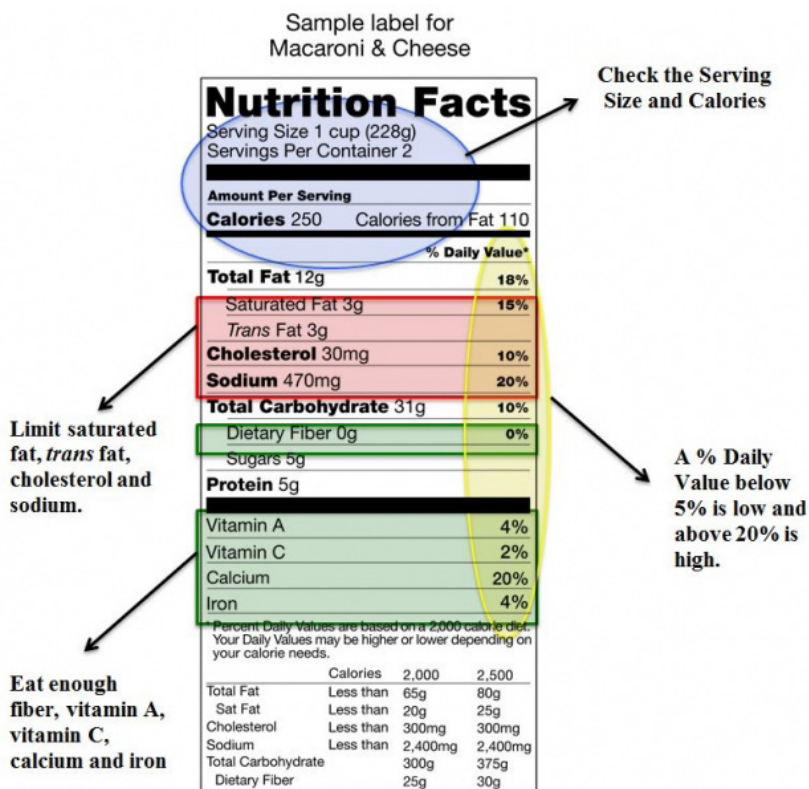 Sample label for
Macaroni & Cheese
Check the Serving
Size and Calories
Nutrition Facts
Serving Size 1 cup (228g)
Servings Per Container 2
Amount Per Serving
Calories 250 Calories from Fat 110
% Daily Value*
Total Fat 12g 18%
Saturated Fat 3g 15%
Trans Fat 3g
Cholesterol 30mg 10%
Sodium 470mg 20%
Total Carbohydrate 31g 10%
Dietary Fiber 0g 0%
Sugars 5g
Protein 5g
Vitamin A 4%
Vitamin C 2%
Calcium 20%
Iron 4%
* Percent Daily Values are based on a 2,000 calorie diet.
Your Daily Values may be higher or lower depending on
your calorie needs.
Calories 2,000 2,500
Total Fat Less than 65g 80g
Sat Fat Less than 20g 25g
Cholesterol Less than 300mg 300mg
Sodium Less than 2,400mg 2,400mg
Total Carbohydrate 300g 375g
Dietary Fiber 25g 30g
Limit saturated
fat, trans fat,
cholesterol and
sodium.
A % Daily
Value below
5% is low and
above 20% is
high.
Eat enough
fiber, vitamin A,
vitamin C,
calcium and iron